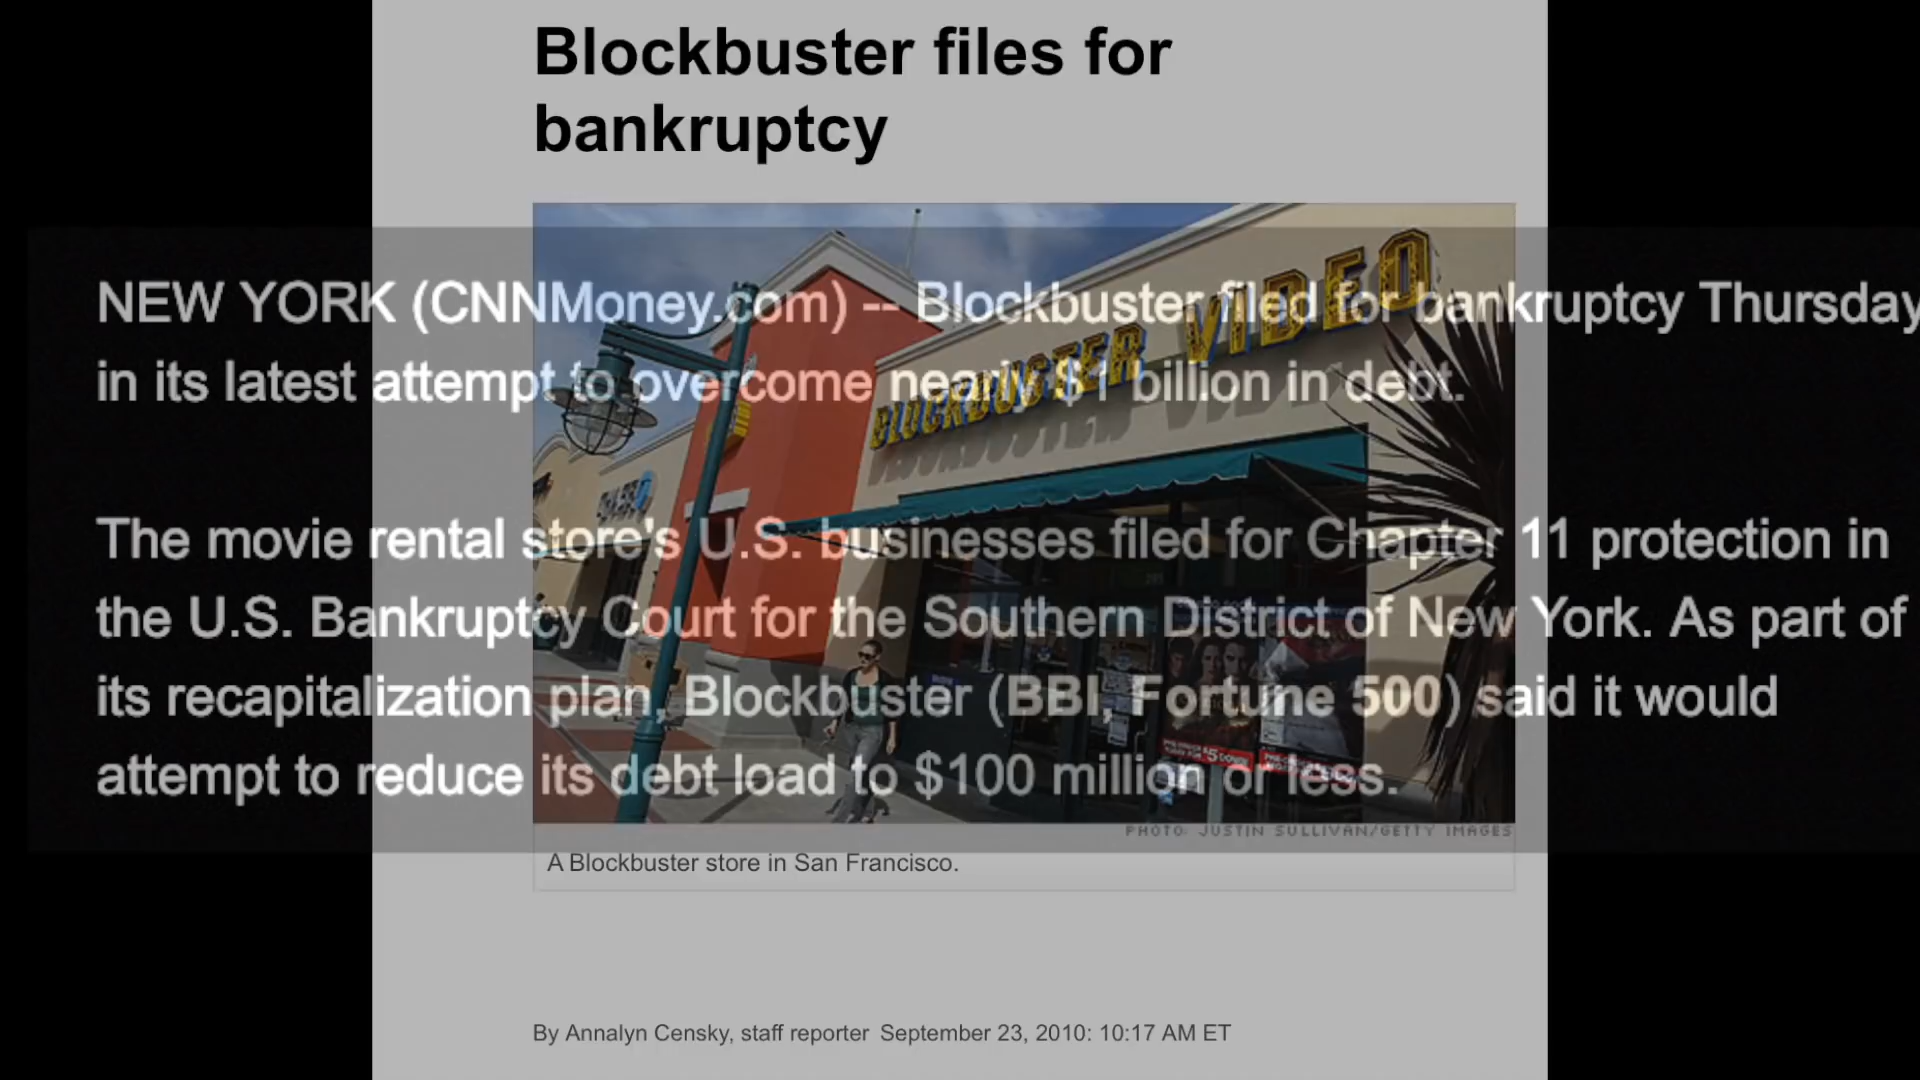 Blockbuster files for
bankruptcy
BLOCKBUSTER VIDEO
NEW YORK (CNNMoney.com) -- Blockbuster filed for bankruptcy Thursday
in its latest attempt to overcome nearly $1 billion in debt.
The movie rental store's U.S. businesses filed for Chapter 11 protection in
the U.S. Bankruptcy Court for the Southern District of New York. As part of
its recapitalization plan, Blockbuster (BBI, Fortune 500) said it would
attempt to reduce its debt load to $100 million or less.
PHOTO: JUSTIN SULLIVAN/GETTY IMAGES
A Blockbuster store in San Francisco.
By Annalyn Censky, staff reporter September 23, 2010: 10:17 AM ET